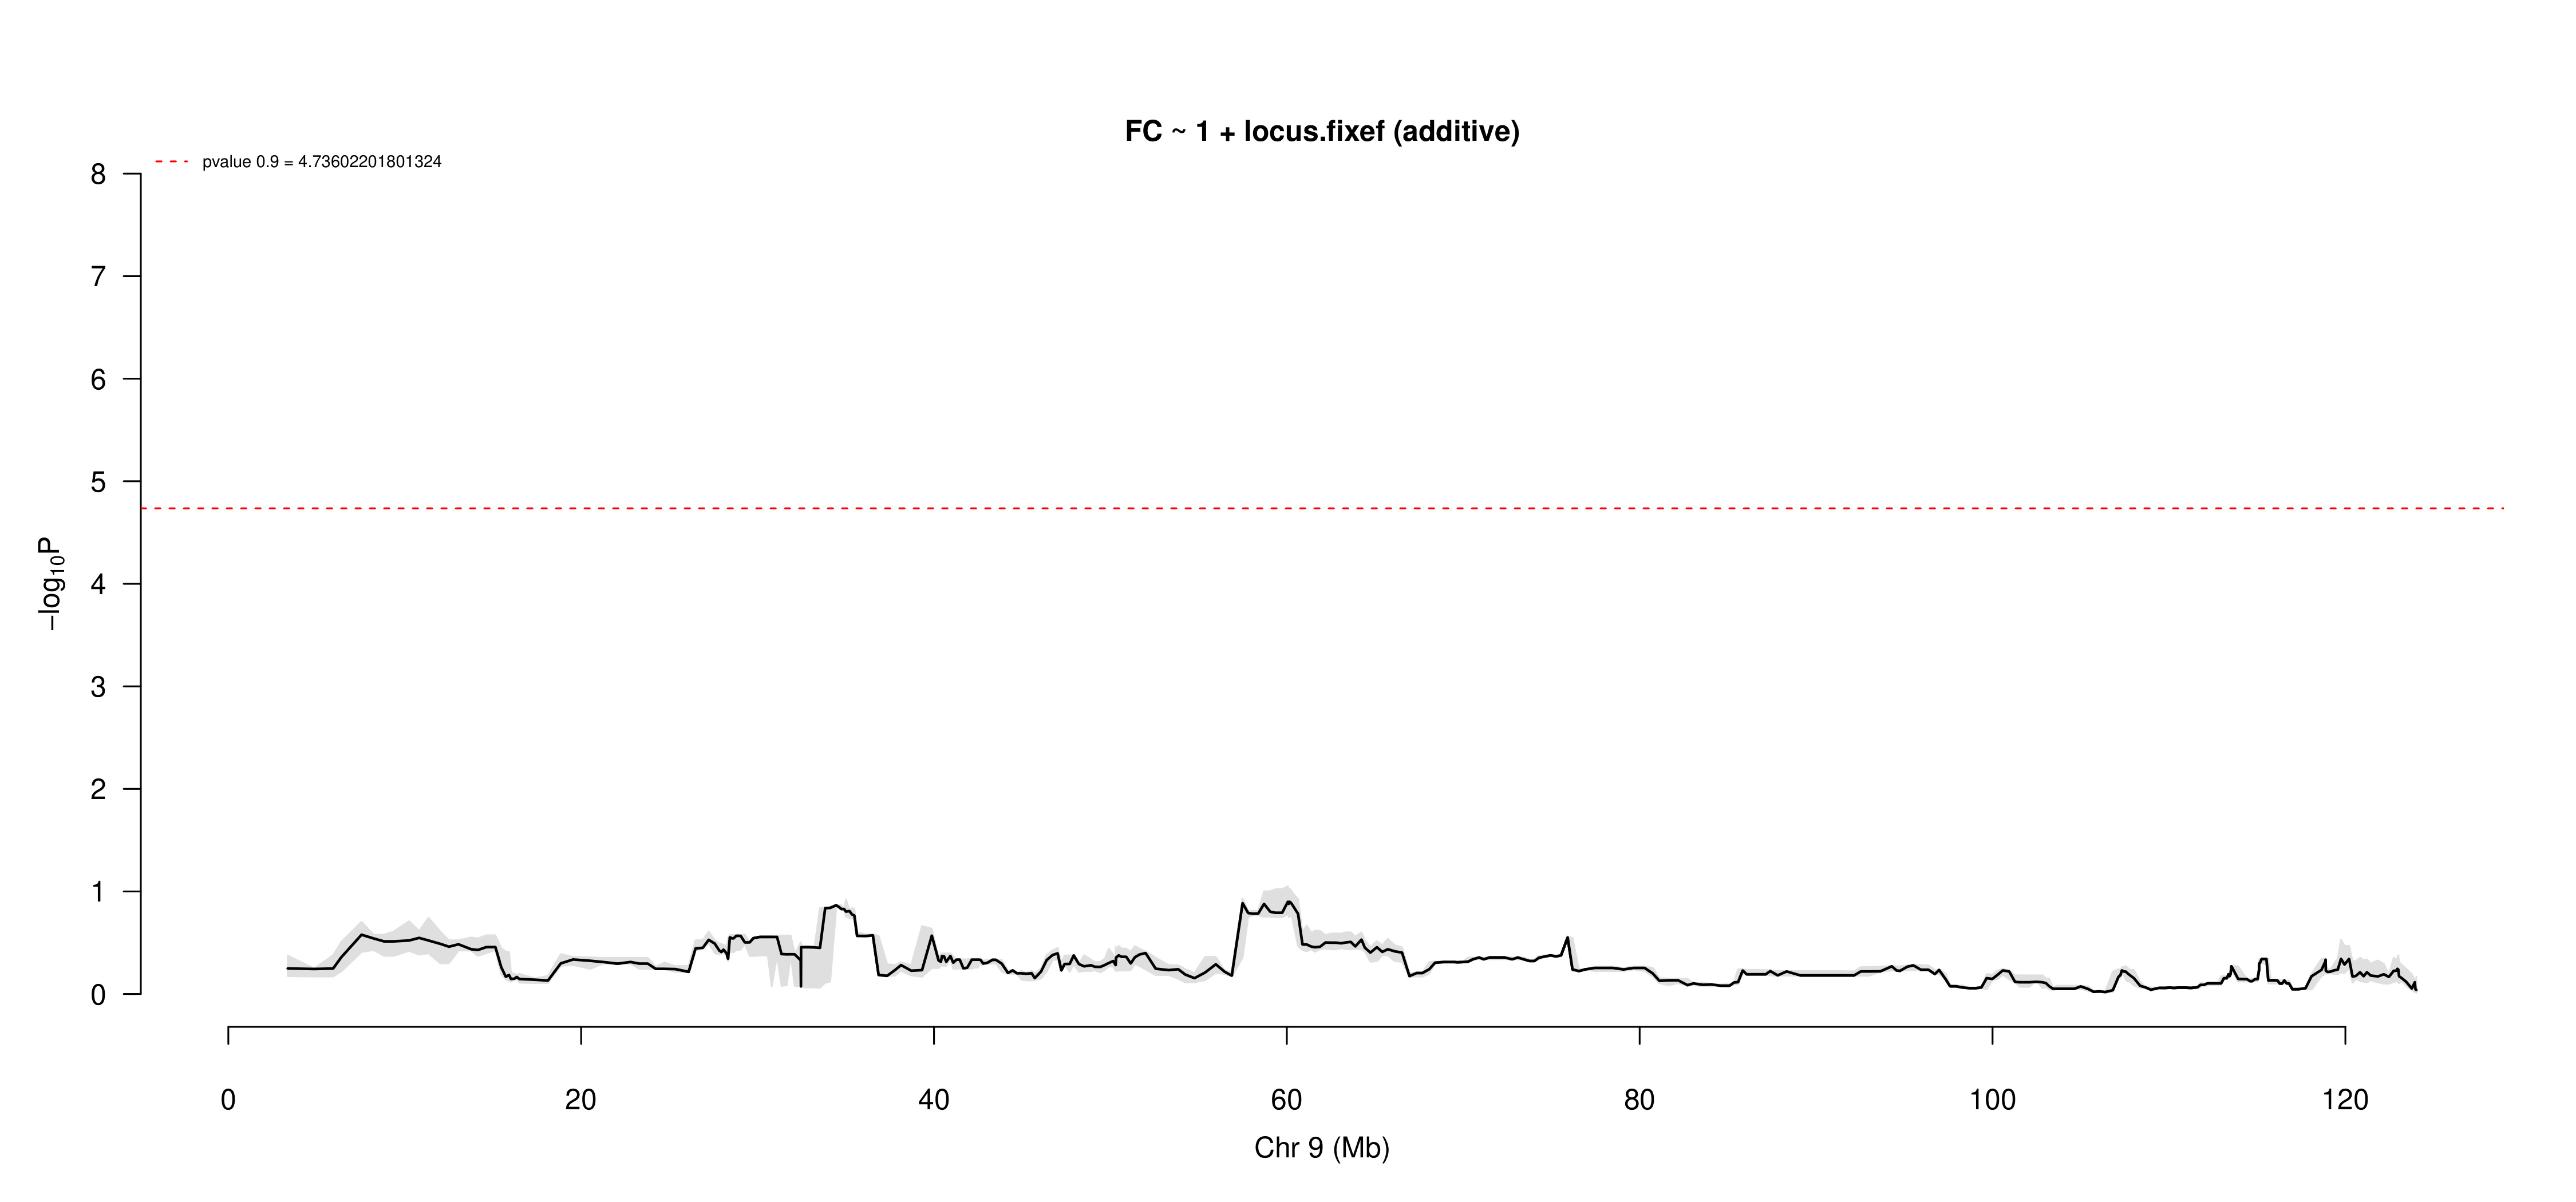 FC ~ 1 + locus.fixef (additive)
pvalue 0.9 = 4.73602201801324
8
7
6
5
4
3
2
1
0
−log10P
0 20 40 60 80 100 120
Chr 9 (Mb)